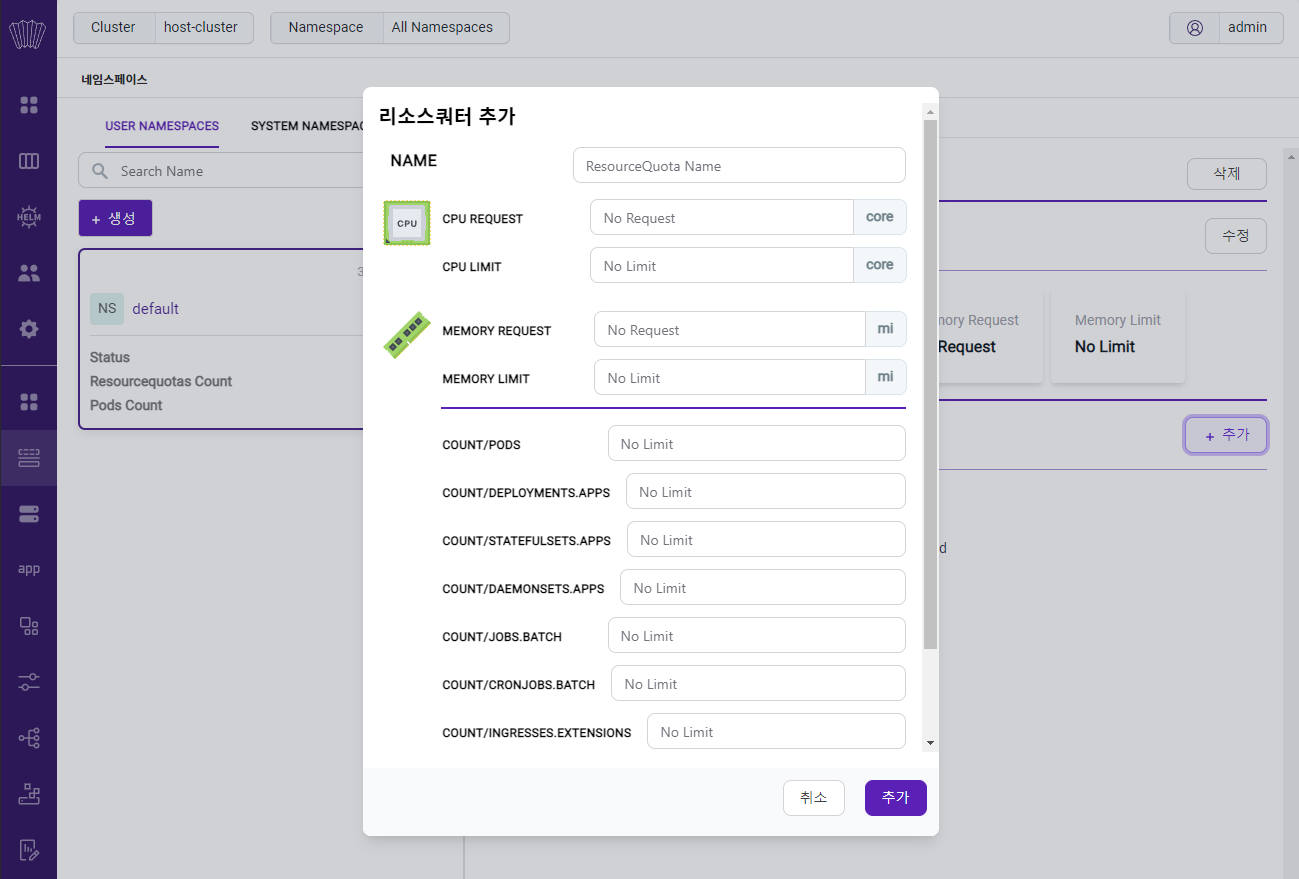 Cluster host-cluster Namespace All Namespaces admin
네임스페이스
USER NAMESPACES SYSTEM NAMESPAC
Search Name
+ 생성
NS default
Status
Resourcequotas Count
Pods Count
HELM
app
리소스쿼터 추가
NAME ResourceQuota Name
CPU
CPU REQUEST No Request core
CPU LIMIT No Limit core
MEMORY REQUEST No Request mi
MEMORY LIMIT No Limit mi
COUNT/PODS No Limit
COUNT/DEPLOYMENTS.APPS No Limit
COUNT/STATEFULSETS.APPS No Limit
COUNT/DAEMONSETS.APPS No Limit
COUNT/JOBS.BATCH No Limit
COUNT/CRONJOBS.BATCH No Limit
COUNT/INGRESSES.EXTENSIONS No Limit
취소 추가
삭제
수정
mory Request Memory Limit
Request No Limit
+ 추가
d